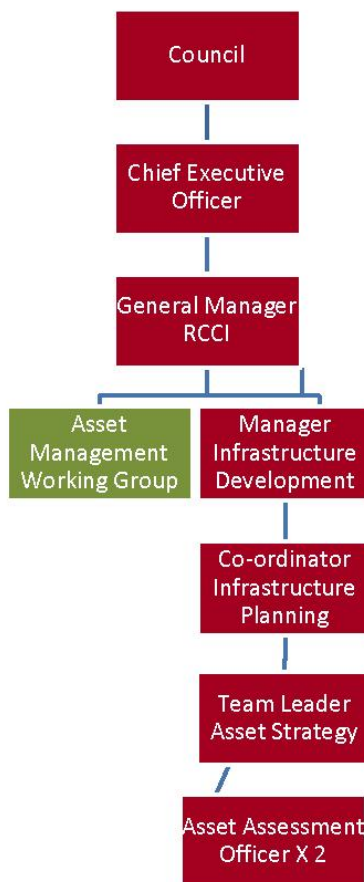 Council
Chief Executive
Officer
General Manager
RCCI
Asset
Management
Working Group
Manager
Infrastructure
Development
Co-ordinator
Infrastructure
Planning
Team Leader
Asset Strategy
Asset Assessment
Officer X 2